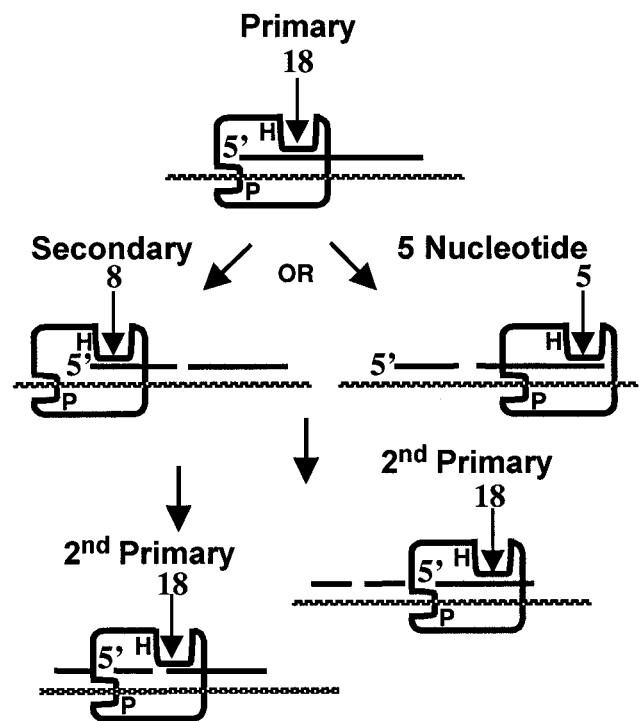 Primary
18
H
5’
P
Secondary
8
H
5’
P
OR
5 Nucleotide
5
H
5’
P
2nd Primary
18
H
5’
P
2nd Primary
18
H
5’
P